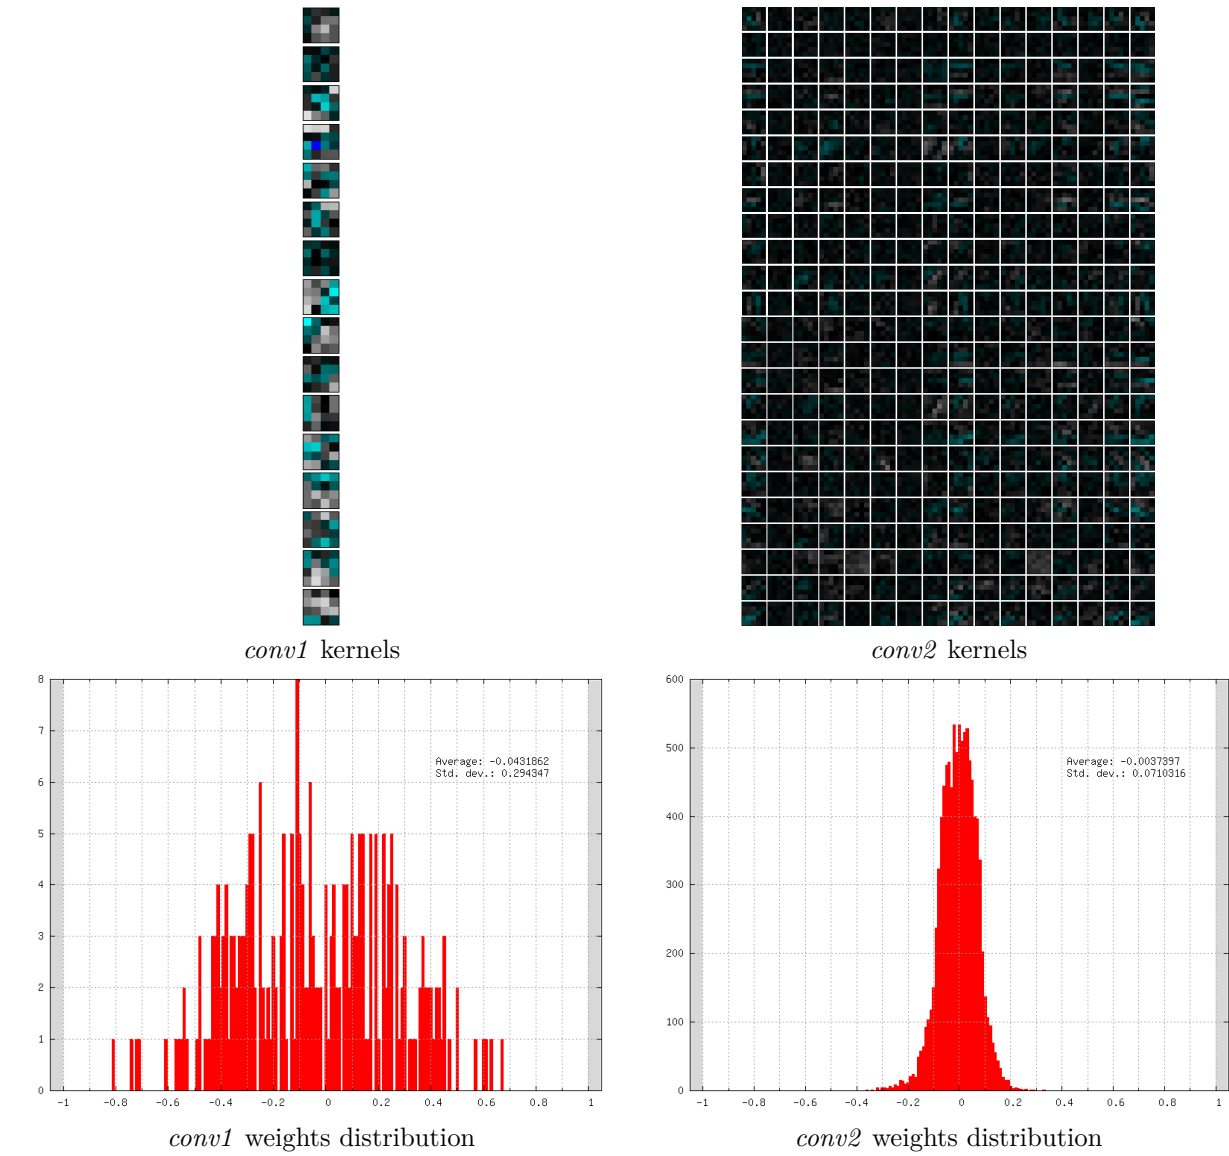 conv1 kernels
conv2 kernels
8
7
6
5
4
3
2
1
0
Average: -0.0431862
Std. dev.: 0.294347
-1 -0.8 -0.6 -0.4 -0.2 0 0.2 0.4 0.6 0.8 1
conv1 weights distribution
600
500
400
300
200
100
0
Average: -0.0037397
Std. dev.: 0.0710316
-1 -0.8 -0.6 -0.4 -0.2 0 0.2 0.4 0.6 0.8 1
conv2 weights distribution